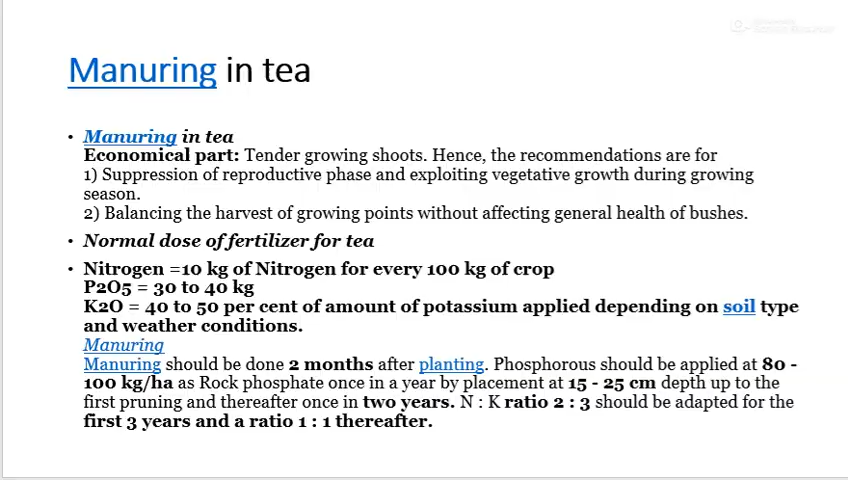 Manuring in tea
• Manuring in tea
Economical part: Tender growing shoots. Hence, the recommendations are for
1) Suppression of reproductive phase and exploiting vegetative growth during growing
season.
2) Balancing the harvest of growing points without affecting general health of bushes.
• Normal dose of fertilizer for tea
• Nitrogen =10 kg of Nitrogen for every 100 kg of crop
P2O5 = 30 to 40 kg
K2O = 40 to 50 per cent of amount of potassium applied depending on soil type
and weather conditions.
Manuring
Manuring should be done 2 months after planting. Phosphorous should be applied at 80 -
100 kg/ha as Rock phosphate once in a year by placement at 15 - 25 cm depth up to the
first pruning and thereafter once in two years. N : K ratio 2 : 3 should be adapted for the
first 3 years and a ratio 1 : 1 thereafter.